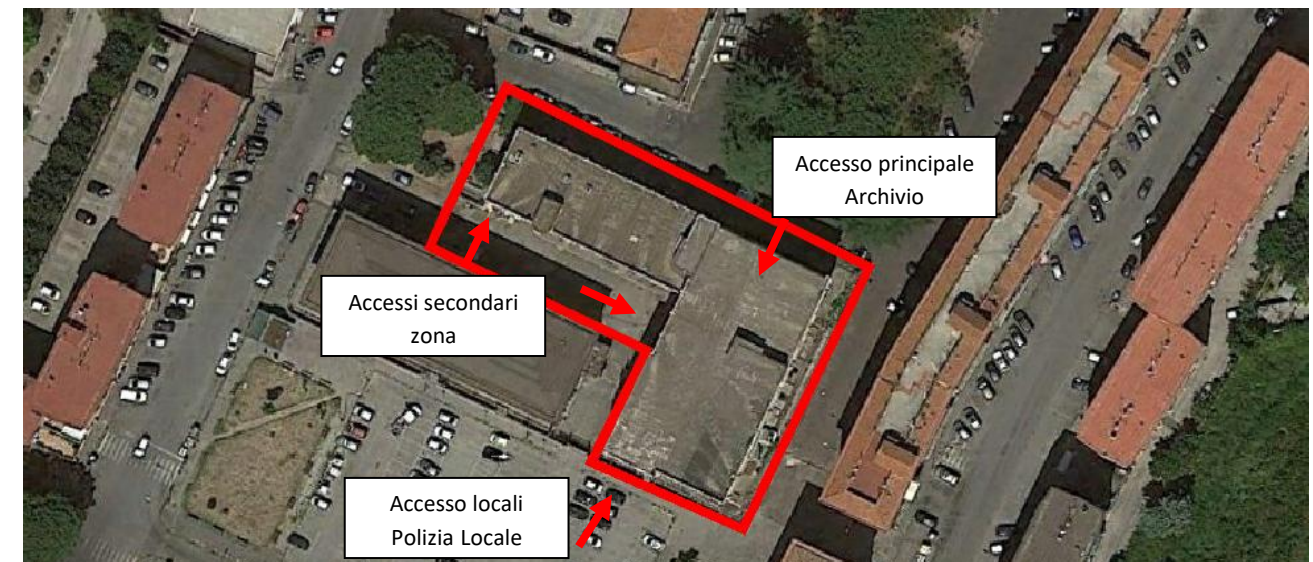 Accesso principale
Archivio
Accessi secondari
zona
Accesso locali
Polizia Locale